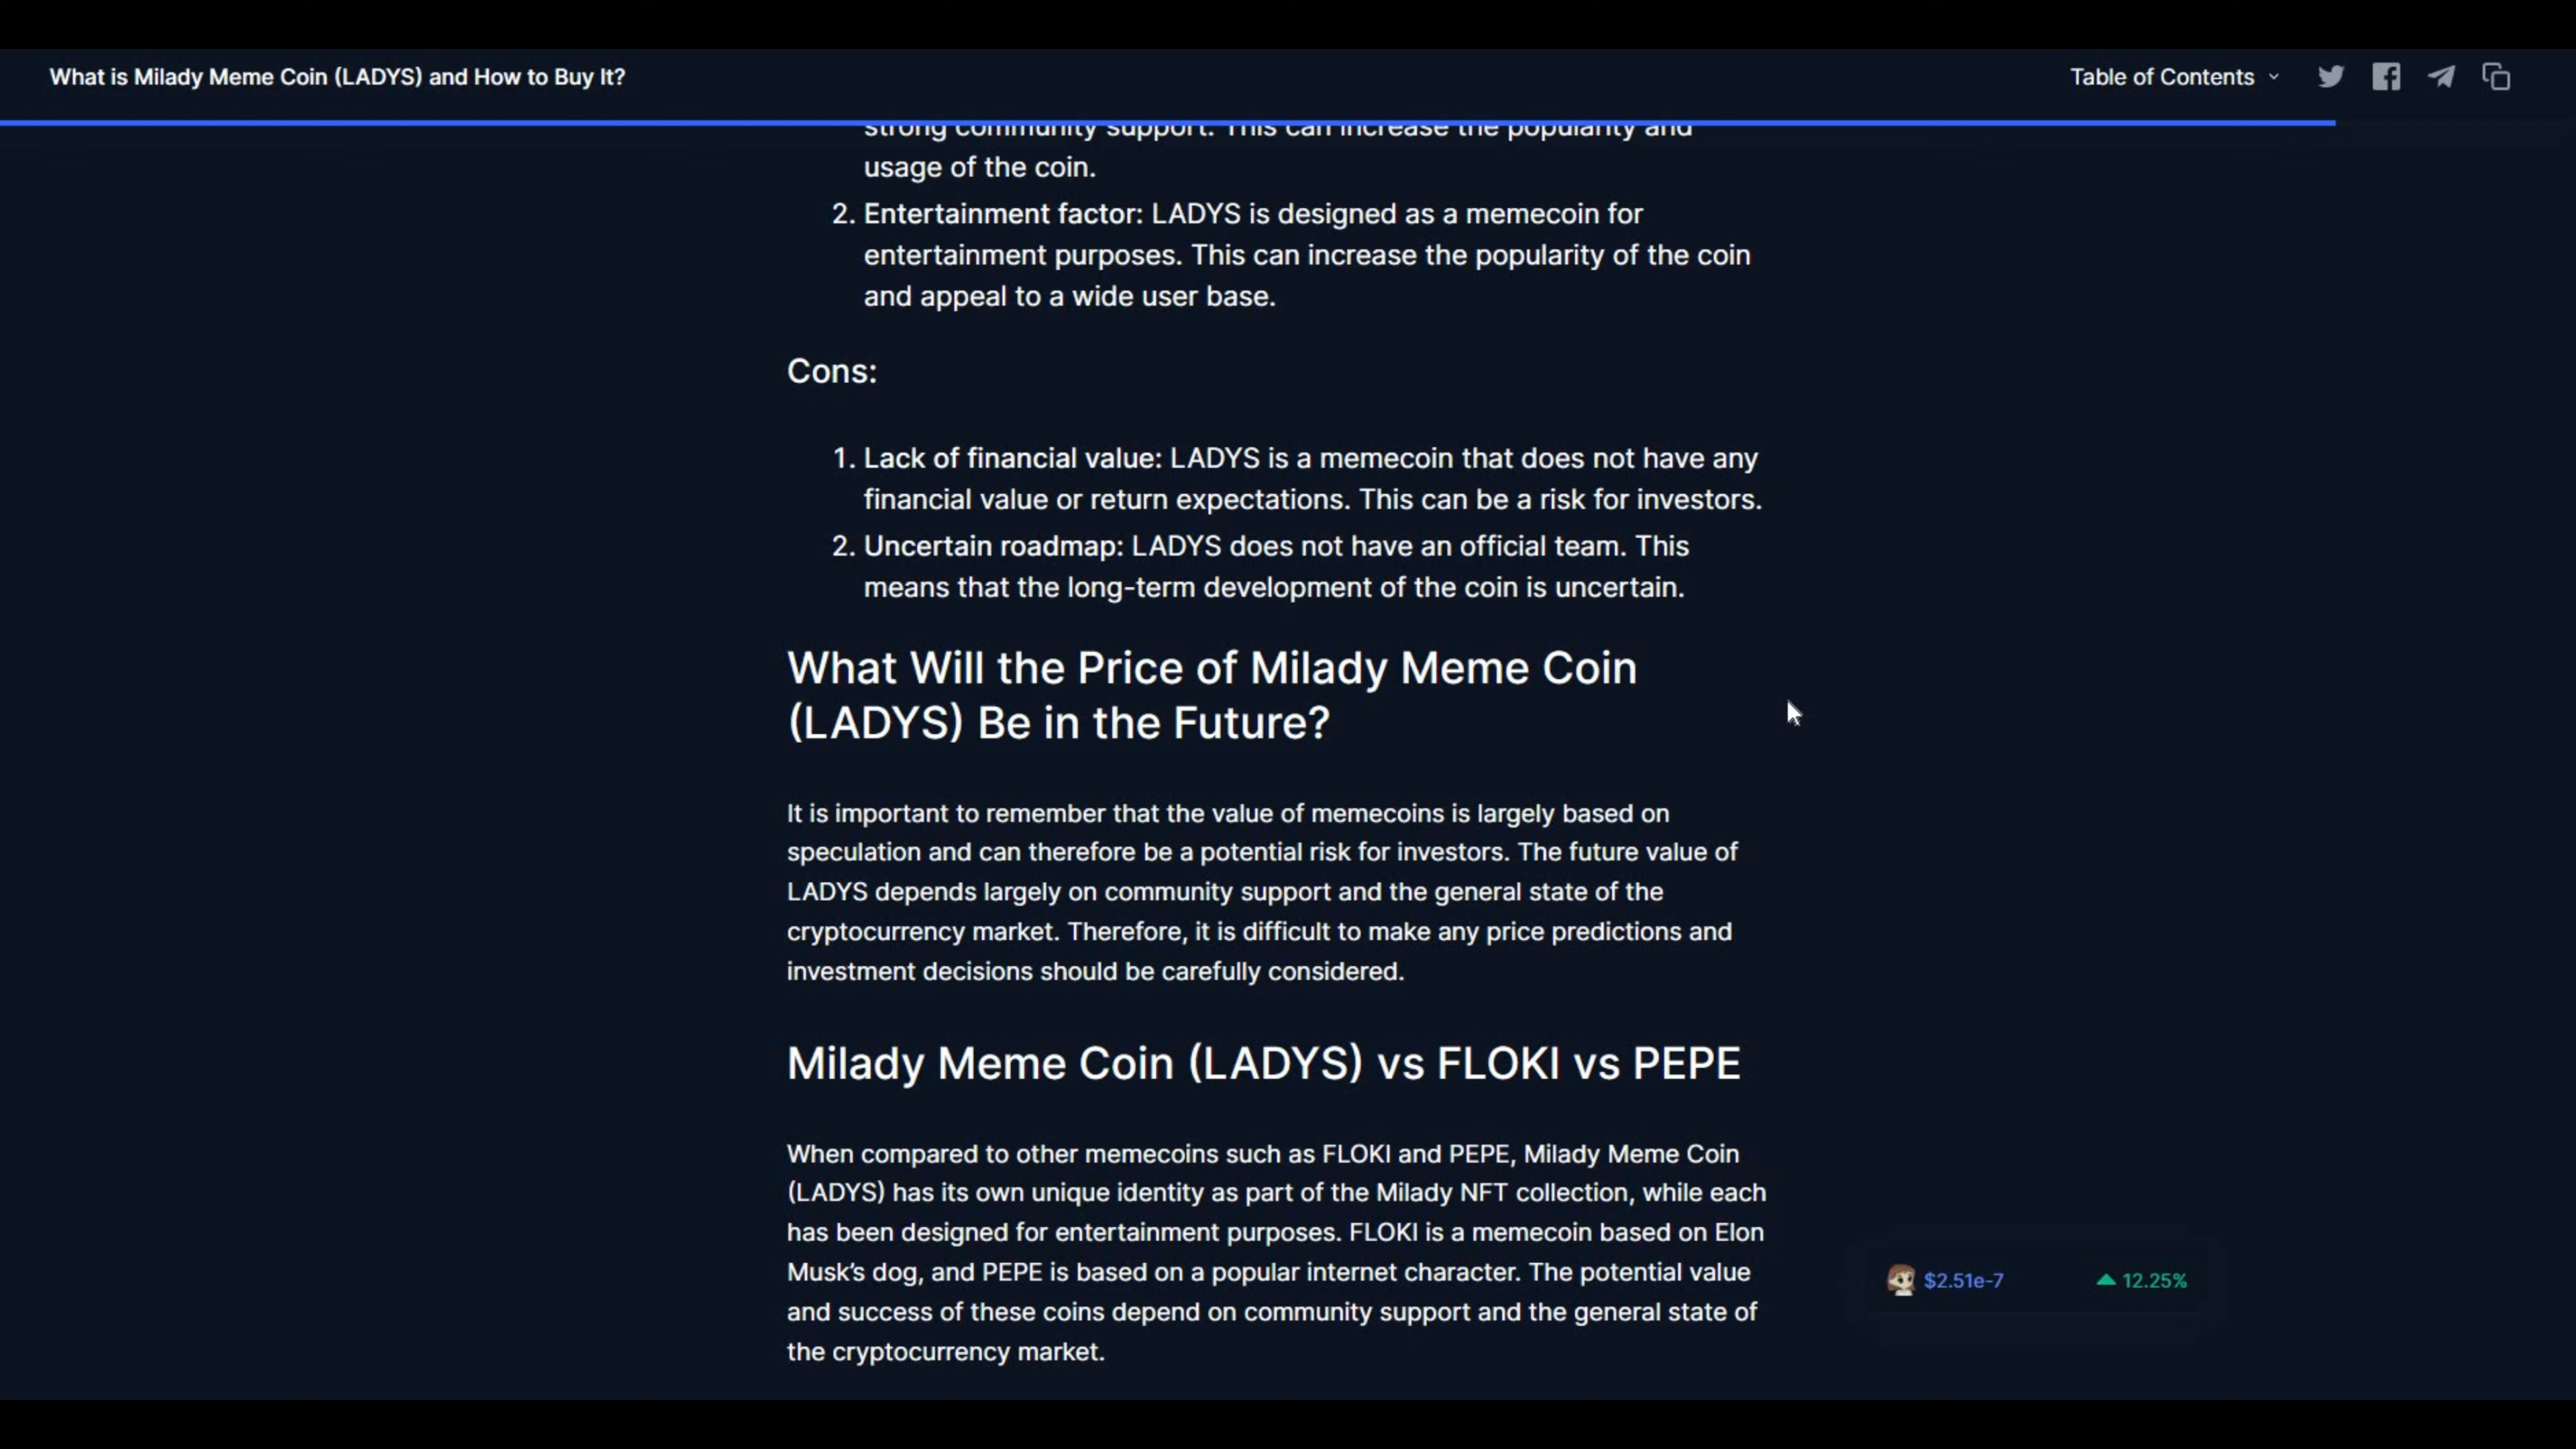 What is Milady Meme Coin (LADYS) and How to Buy It?
Table of Contents
strong community support. This can increase the popularity and
usage of the coin.
2. Entertainment factor: LADYS is designed as a memecoin for
entertainment purposes. This can increase the popularity of the coin
and appeal to a wide user base.
Cons:
1. Lack of financial value: LADYS is a memecoin that does not have any
financial value or return expectations. This can be a risk for investors.
2. Uncertain roadmap: LADYS does not have an official team. This
means that the long-term development of the coin is uncertain.
What Will the Price of Milady Meme Coin
(LADYS) Be in the Future?
It is important to remember that the value of memecoins is largely based on
speculation and can therefore be a potential risk for investors. The future value of
LADYS depends largely on community support and the general state of the
cryptocurrency market. Therefore, it is difficult to make any price predictions and
investment decisions should be carefully considered.
Milady Meme Coin (LADYS) vs FLOKI vs PEPE
When compared to other memecoins such as FLOKI and PEPE, Milady Meme Coin
(LADYS) has its own unique identity as part of the Milady NFT collection, while each
has been designed for entertainment purposes. FLOKI is a memecoin based on Elon
Musk's dog, and PEPE is based on a popular internet character. The potential value
and success of these coins depend on community support and the general state of
the cryptocurrency market.
$2.51e-7
12.25%